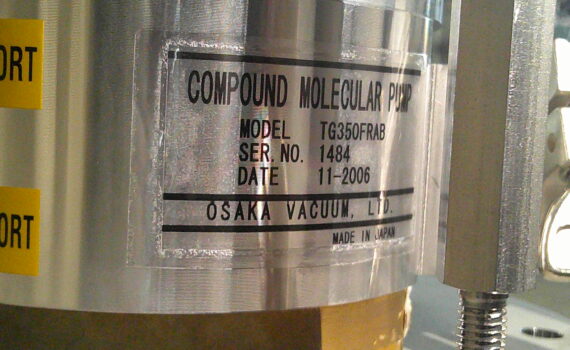 ORT
COMPOUND MOLECULAR PUMP
MODEL TG350FRAB
SER. NO. 1484
DATE 11-2006
OSAKA VACUUM, LTD.
MADE IN JAPAN
ORT